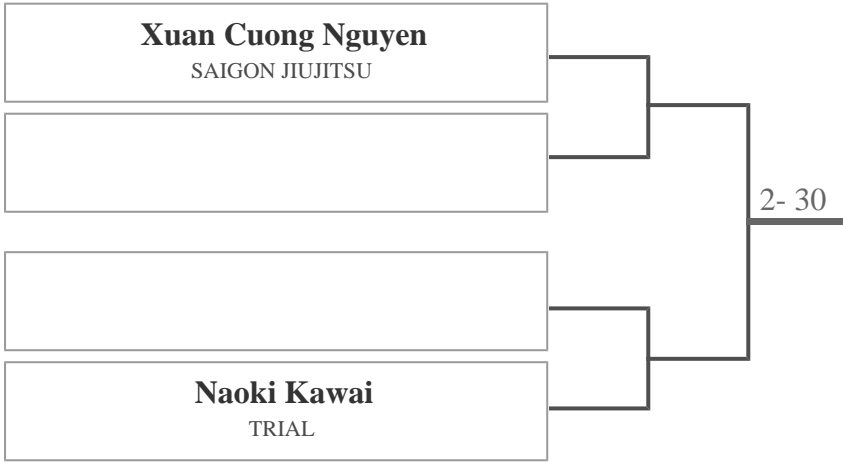 Xuan Cuong Nguyen
SAIGON JIUJITSU
2- 30
Naoki Kawai
TRIAL